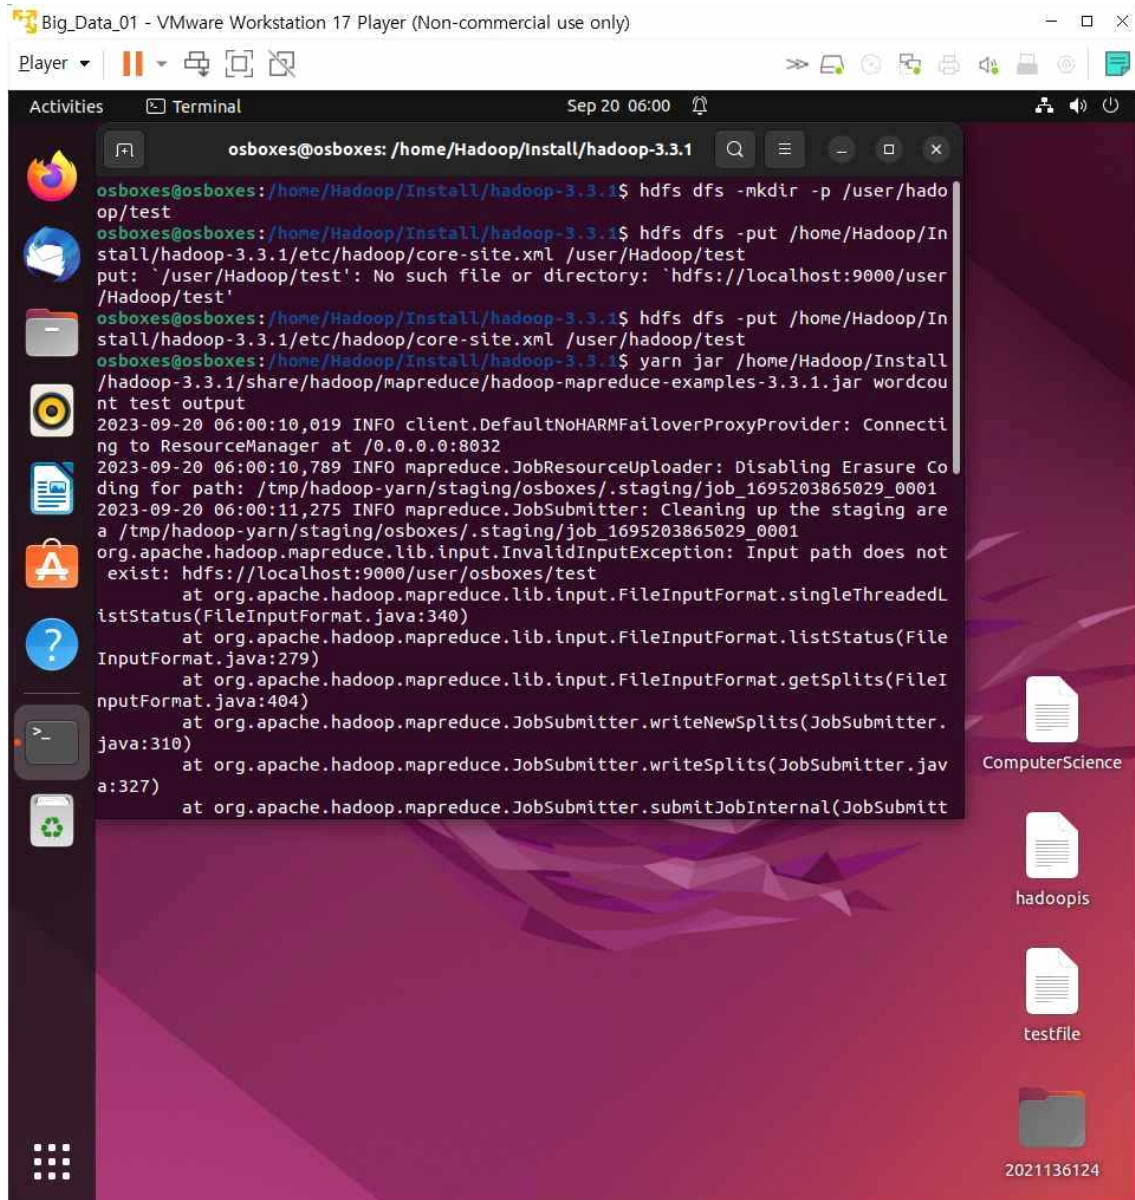 Big_Data_01 - VMware Workstation 17 Player (Non-commercial use only)
Player
Activities
Terminal
Sep 20 06:00
osboxes@osboxes: /home/Hadoop/Install/hadoop-3.3.1
osboxes@osboxes:/home/Hadoop/Install/hadoop-3.3.1$ hdfs dfs -mkdir -p /user/hado
op/test
osboxes@osboxes:/home/Hadoop/Install/hadoop-3.3.1$ hdfs dfs -put /home/Hadoop/In
stall/hadoop-3.3.1/etc/hadoop/core-site.xml /user/Hadoop/test
put: `/user/Hadoop/test': No such file or directory: `hdfs://localhost:9000/user
/Hadoop/test'
osboxes@osboxes:/home/Hadoop/Install/hadoop-3.3.1$ hdfs dfs -put /home/Hadoop/In
stall/hadoop-3.3.1/etc/hadoop/core-site.xml /user/hadoop/test
osboxes@osboxes:/home/Hadoop/Install/hadoop-3.3.1$ yarn jar /home/Hadoop/Install
/hadoop-3.3.1/share/hadoop/mapreduce/hadoop-mapreduce-examples-3.3.1.jar wordcou
nt test output
2023-09-20 06:00:10,019 INFO client.DefaultNoHARMFailoverProxyProvider: Connecti
ng to ResourceManager at /0.0.0.0:8032
2023-09-20 06:00:10,789 INFO mapreduce.JobResourceUploader: Disabling Erasure Co
ding for path: /tmp/hadoop-yarn/staging/osboxes/.staging/job_1695203865029_0001
2023-09-20 06:00:11,275 INFO mapreduce.JobSubmitter: Cleaning up the staging are
a /tmp/hadoop-yarn/staging/osboxes/.staging/job_1695203865029_0001
org.apache.hadoop.mapreduce.lib.input.InvalidInputException: Input path does not
 exist: hdfs://localhost:9000/user/osboxes/test
at org.apache.hadoop.mapreduce.lib.input.FileInputFormat.singleThreadedL
istStatus(FileInputFormat.java:340)
at org.apache.hadoop.mapreduce.lib.input.FileInputFormat.listStatus(File
InputFormat.java:279)
at org.apache.hadoop.mapreduce.lib.input.FileInputFormat.getSplits(FileI
nputFormat.java:404)
at org.apache.hadoop.mapreduce.JobSubmitter.writeNewSplits(JobSubmitter.
java:310)
at org.apache.hadoop.mapreduce.JobSubmitter.writeSplits(JobSubmitter.jav
a:327)
at org.apache.hadoop.mapreduce.JobSubmitter.submitJobInternal(JobSubmitt
ComputerScience
hadoopis
testfile
2021136124